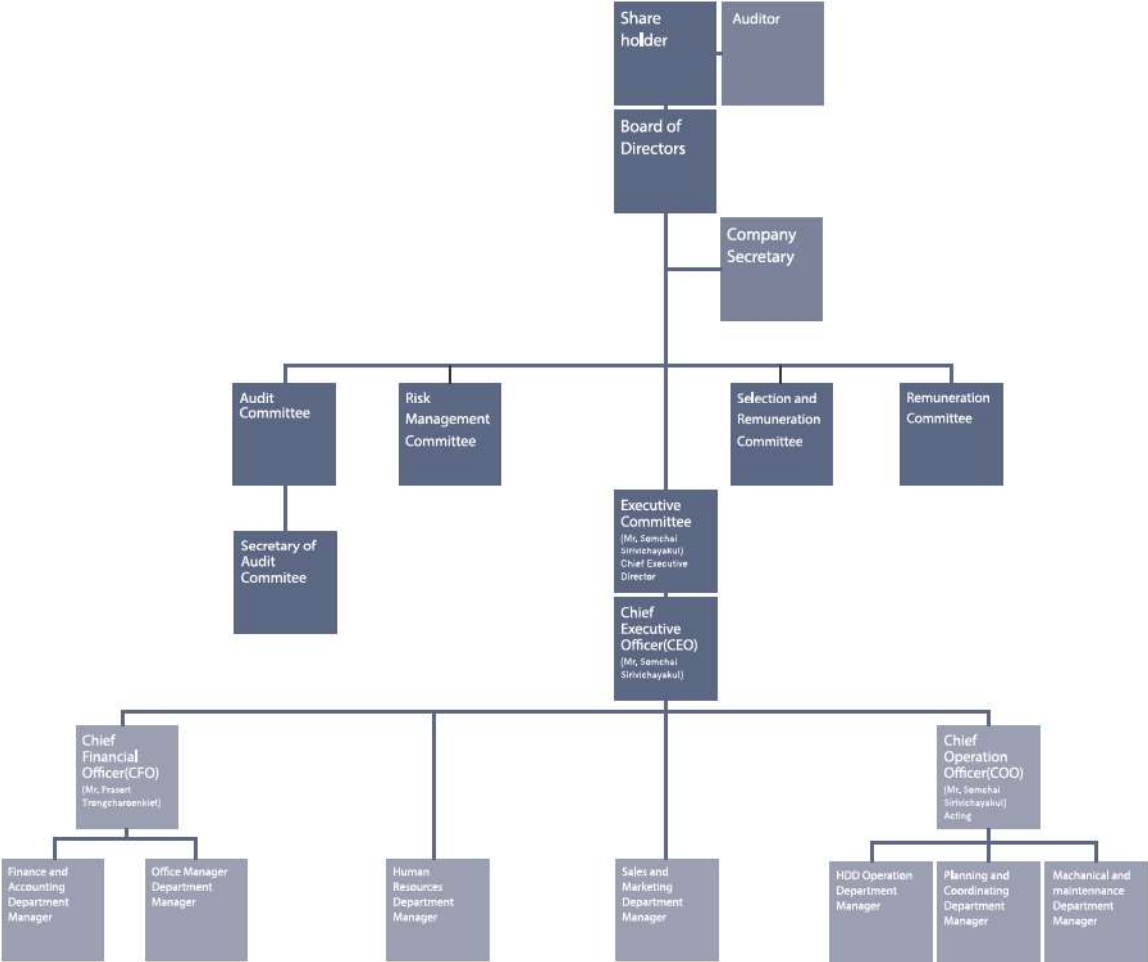 Share
holder
Auditor
Board of
Directors
Company
Secretary
Audit
Committee
Risk
Management
Committee
Selection and
Remuneration
Committee
Remuneration
Committee
Executive
Committee
(Mr. Somchai
Sirivichayakul)
Chief Executive
Director
Secretary of
Audit
Commitee
Chief
Executive
Officer(CEO)
(Mr. Somchai
Sirivichayakul)
Chief
Financial
Officer(CFO)
(Mr. Prasert
Trongcharoenkiet)
Chief
Operation
Officer(COO)
(Mr. Somchai
Sirivichayakul)
Acting
Finance and
Accounting
Department
Manager
Office Manager
Department
Manager
Human
Resources
Department
Manager
Sales and
Marketing
Department
Manager
HDD Operation
Department
Manager
Planning and
Coordinating
Department
Manager
Machanical and
maintennance
Department
Manager